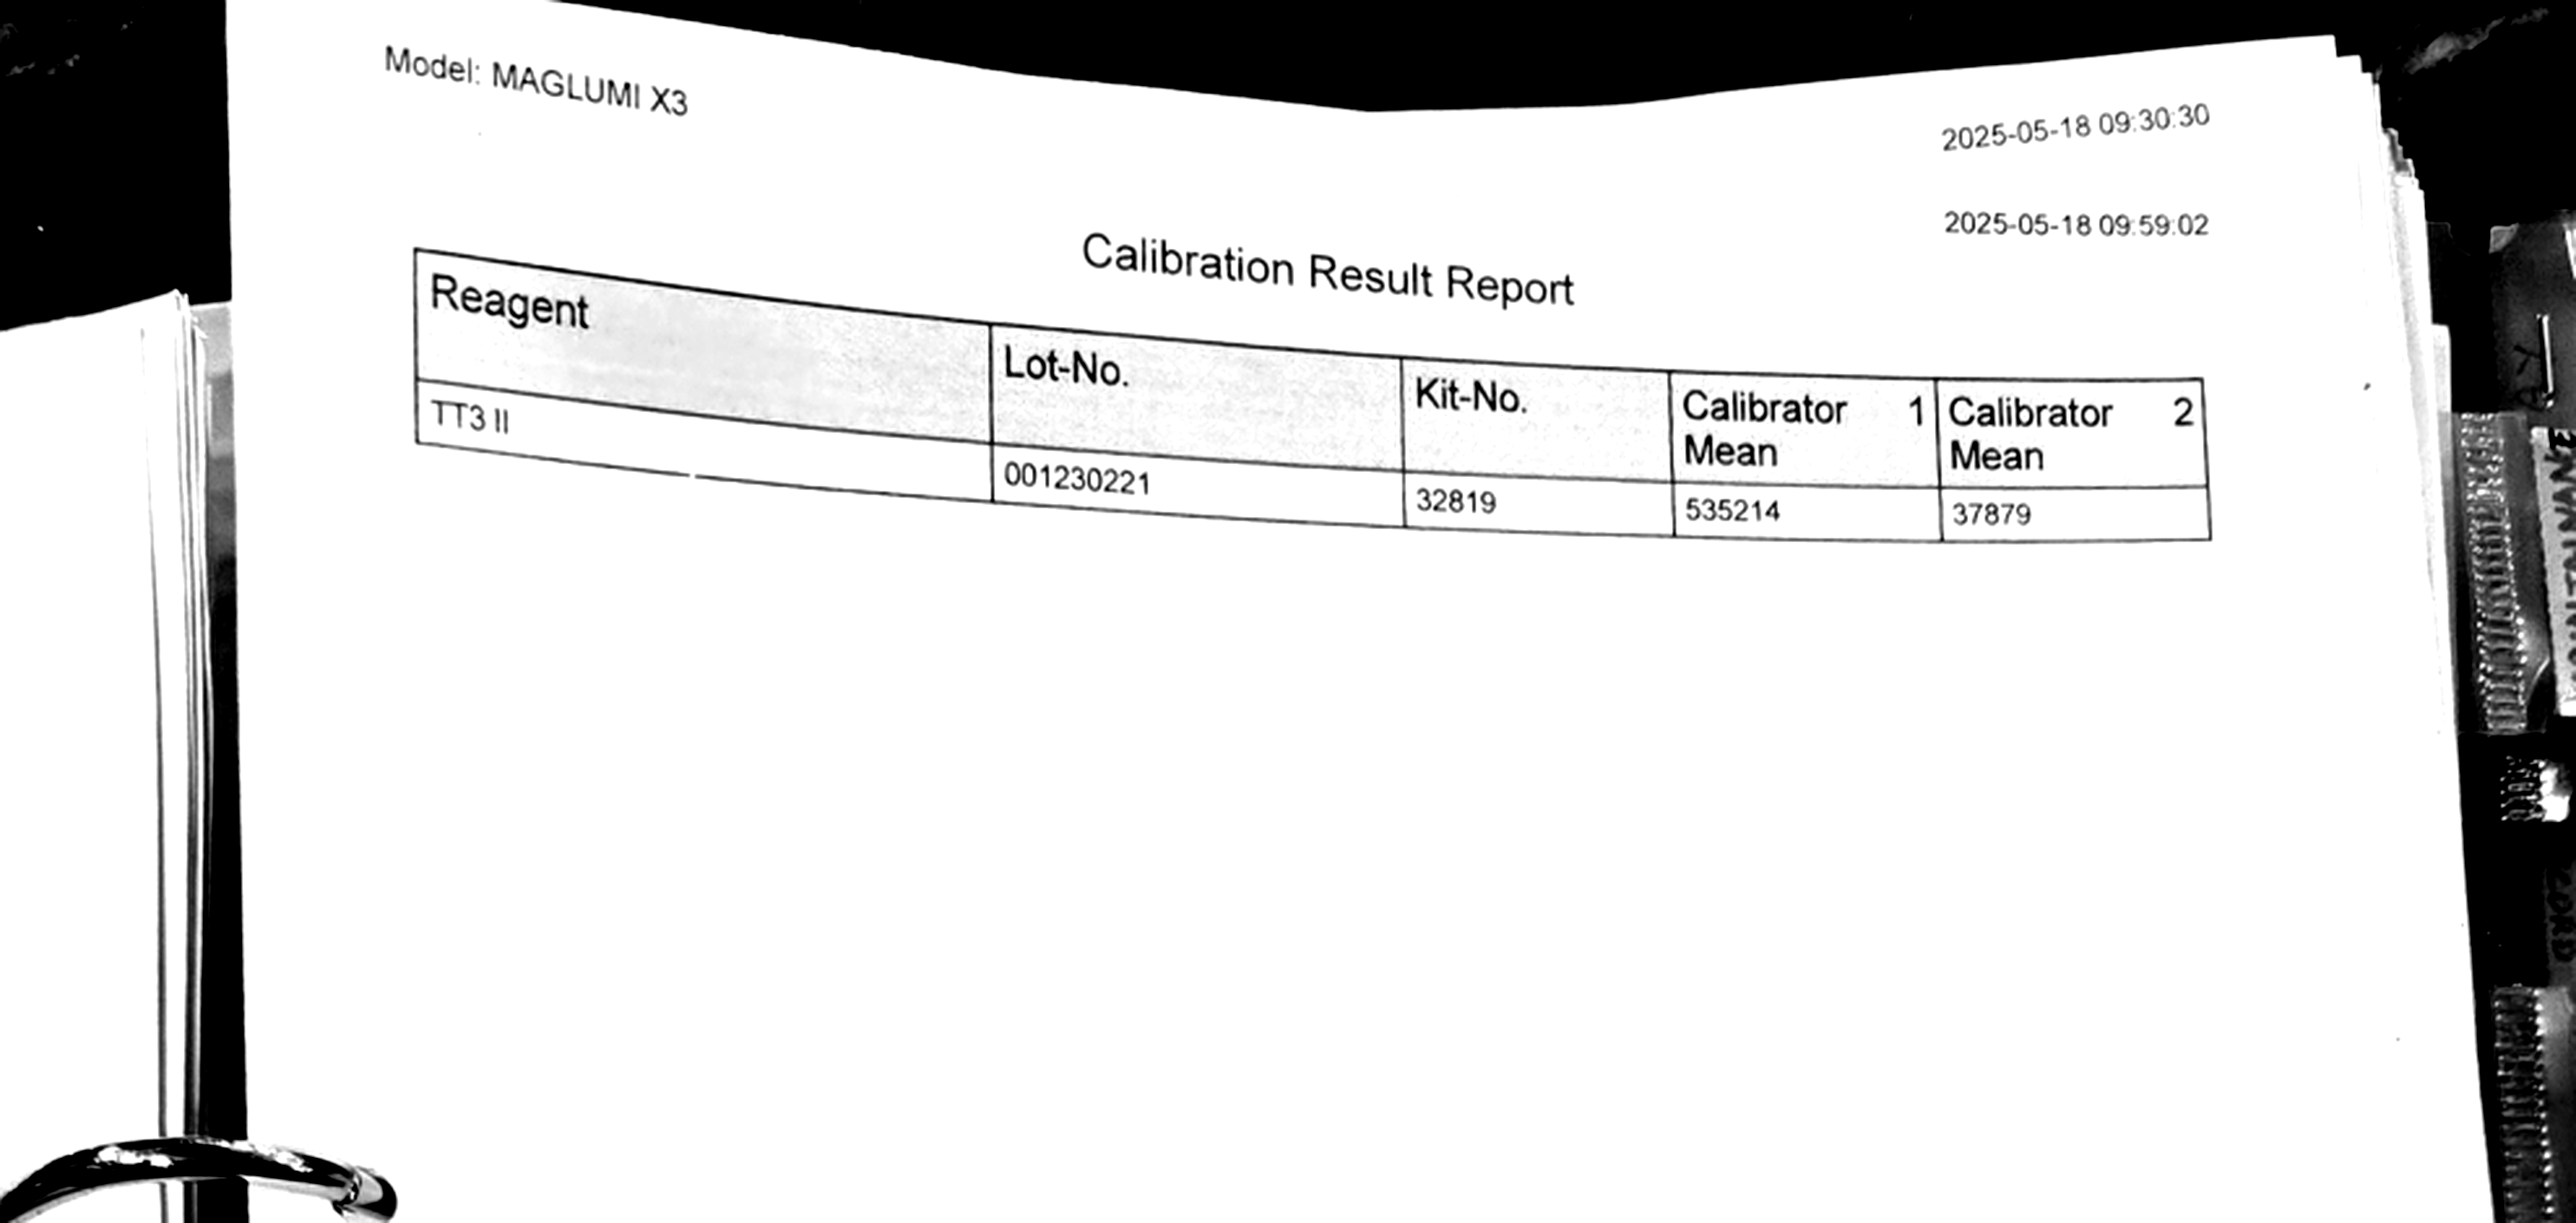 Model: MAGLUMI X3
2025-05-18 09:30:30
2025-05-18 09:59:02
Calibration Result Report
Reagent Lot-No. Kit-No. Calibrator 1 Mean Calibrator 2 Mean
TT3 II 001230221 32819 535214 37879